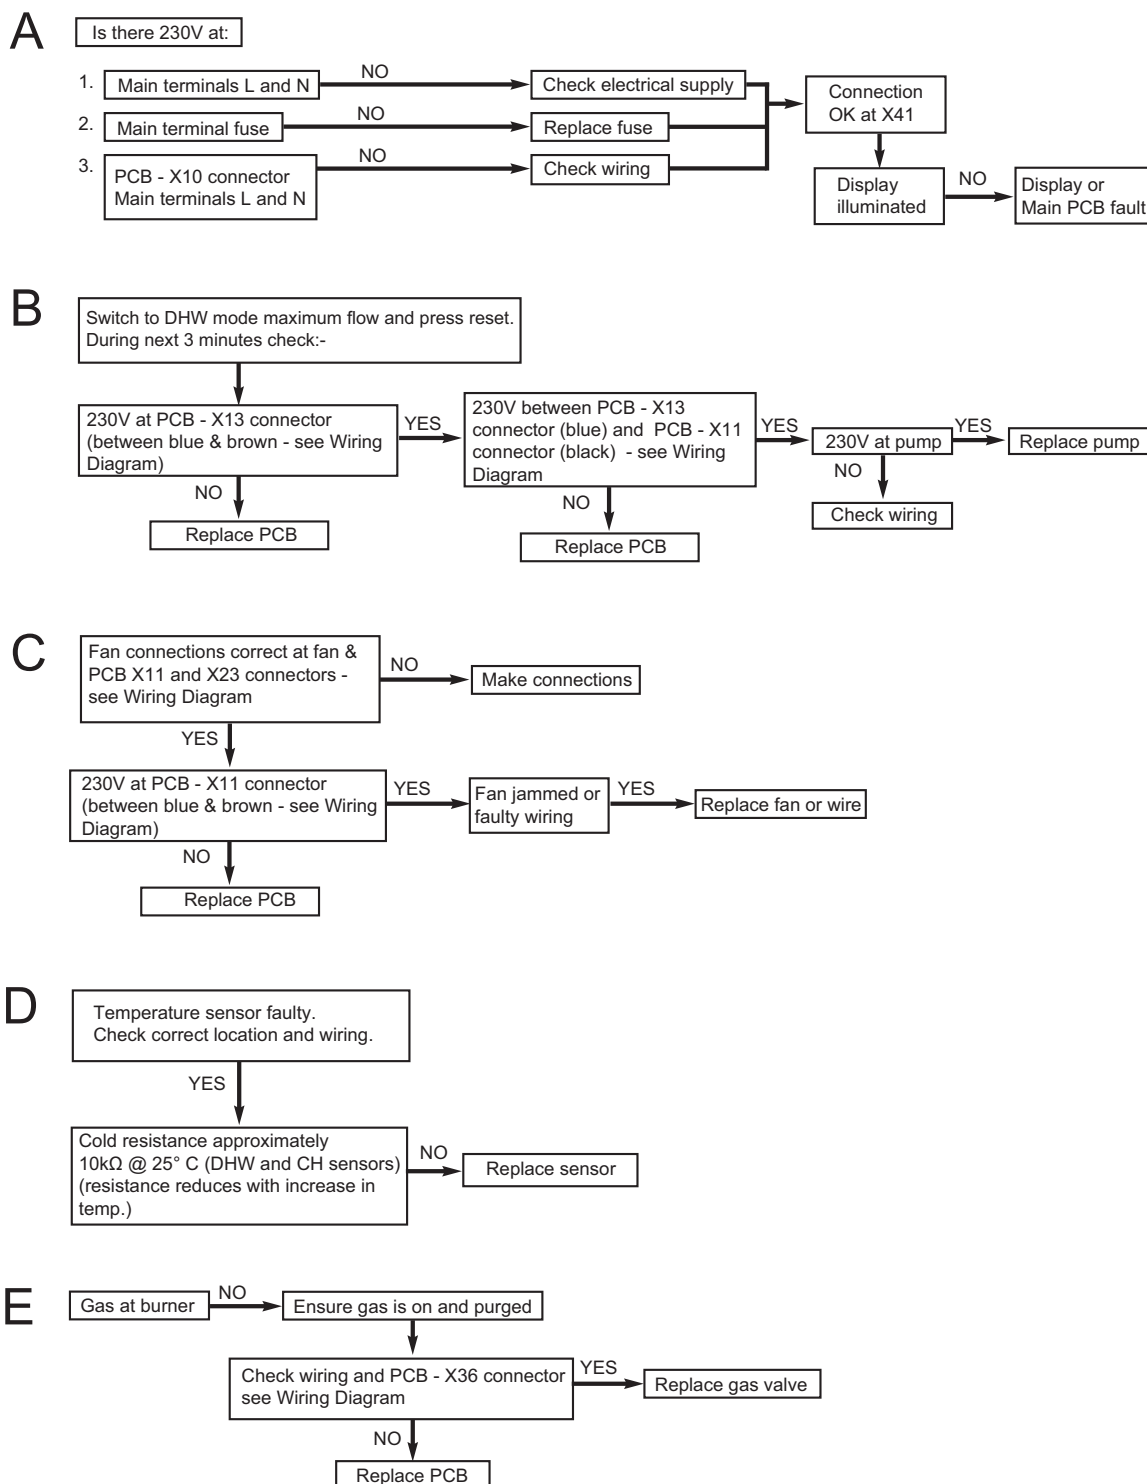 A
Is there 230V at:
1.
Main terminals L and N
NO
Check electrical supply
2.
Main terminal fuse
NO
Replace fuse
3.
PCB - X10 connector
Main terminals L and N
NO
Check wiring
Connection
OK at X41
Display
illuminated
NO
Display or
Main PCB fault
B
Switch to DHW mode maximum flow and press reset.
During next 3 minutes check:-
230V at PCB - X13 connector
(between blue & brown - see Wiring
Diagram)
YES
NO
Replace PCB
230V between PCB - X13
connector (blue) and PCB - X11
connector (black) - see Wiring
Diagram
YES
NO
Replace PCB
230V at pump
YES
Replace pump
NO
Check wiring
C
Fan connections correct at fan &
PCB X11 and X23 connectors -
see Wiring Diagram
NO
Make connections
YES
230V at PCB - X11 connector
(between blue & brown - see Wiring
Diagram)
YES
Fan jammed or
faulty wiring
YES
Replace fan or wire
NO
Replace PCB
D
Temperature sensor faulty.
Check correct location and wiring.
YES
Cold resistance approximately
10kΩ @ 25° C (DHW and CH sensors)
(resistance reduces with increase in
temp.)
NO
Replace sensor
E
Gas at burner
NO
Ensure gas is on and purged
Check wiring and PCB - X36 connector
see Wiring Diagram
YES
Replace gas valve
NO
Replace PCB